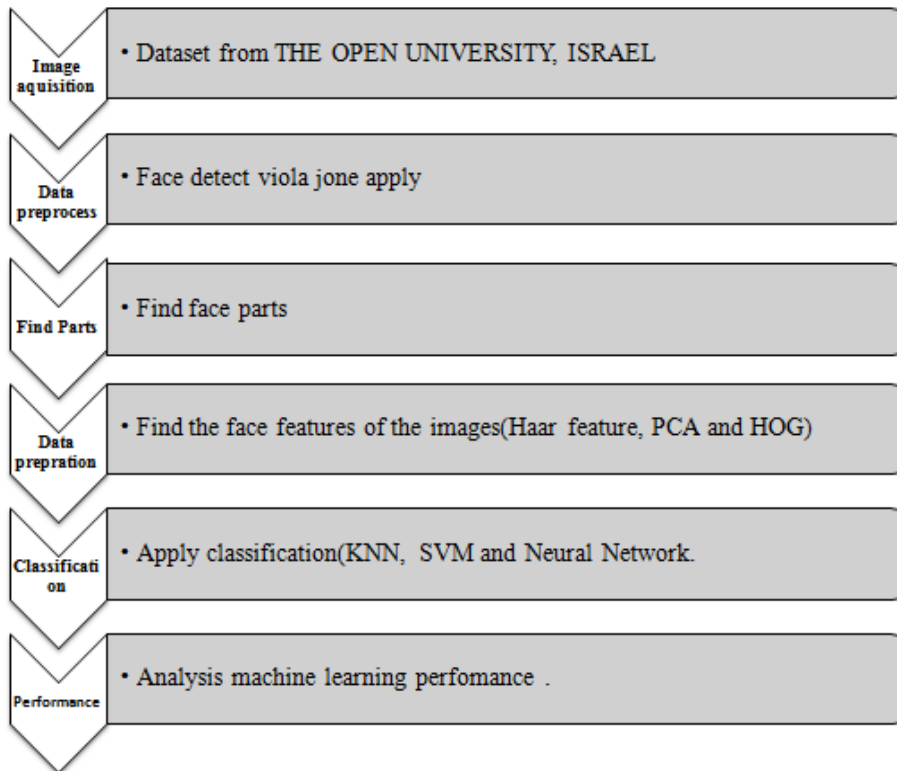 Image
aquisition
• Dataset from THE OPEN UNIVERSITY, ISRAEL
Data
preprocess
• Face detect viola jone apply
Find Parts
• Find face parts
Data
prepration
• Find the face features of the images(Haar feature, PCA and HOG)
Classificati
on
• Apply classification(KNN, SVM and Neural Network.
Performance
• Analysis machine learning perfomance .